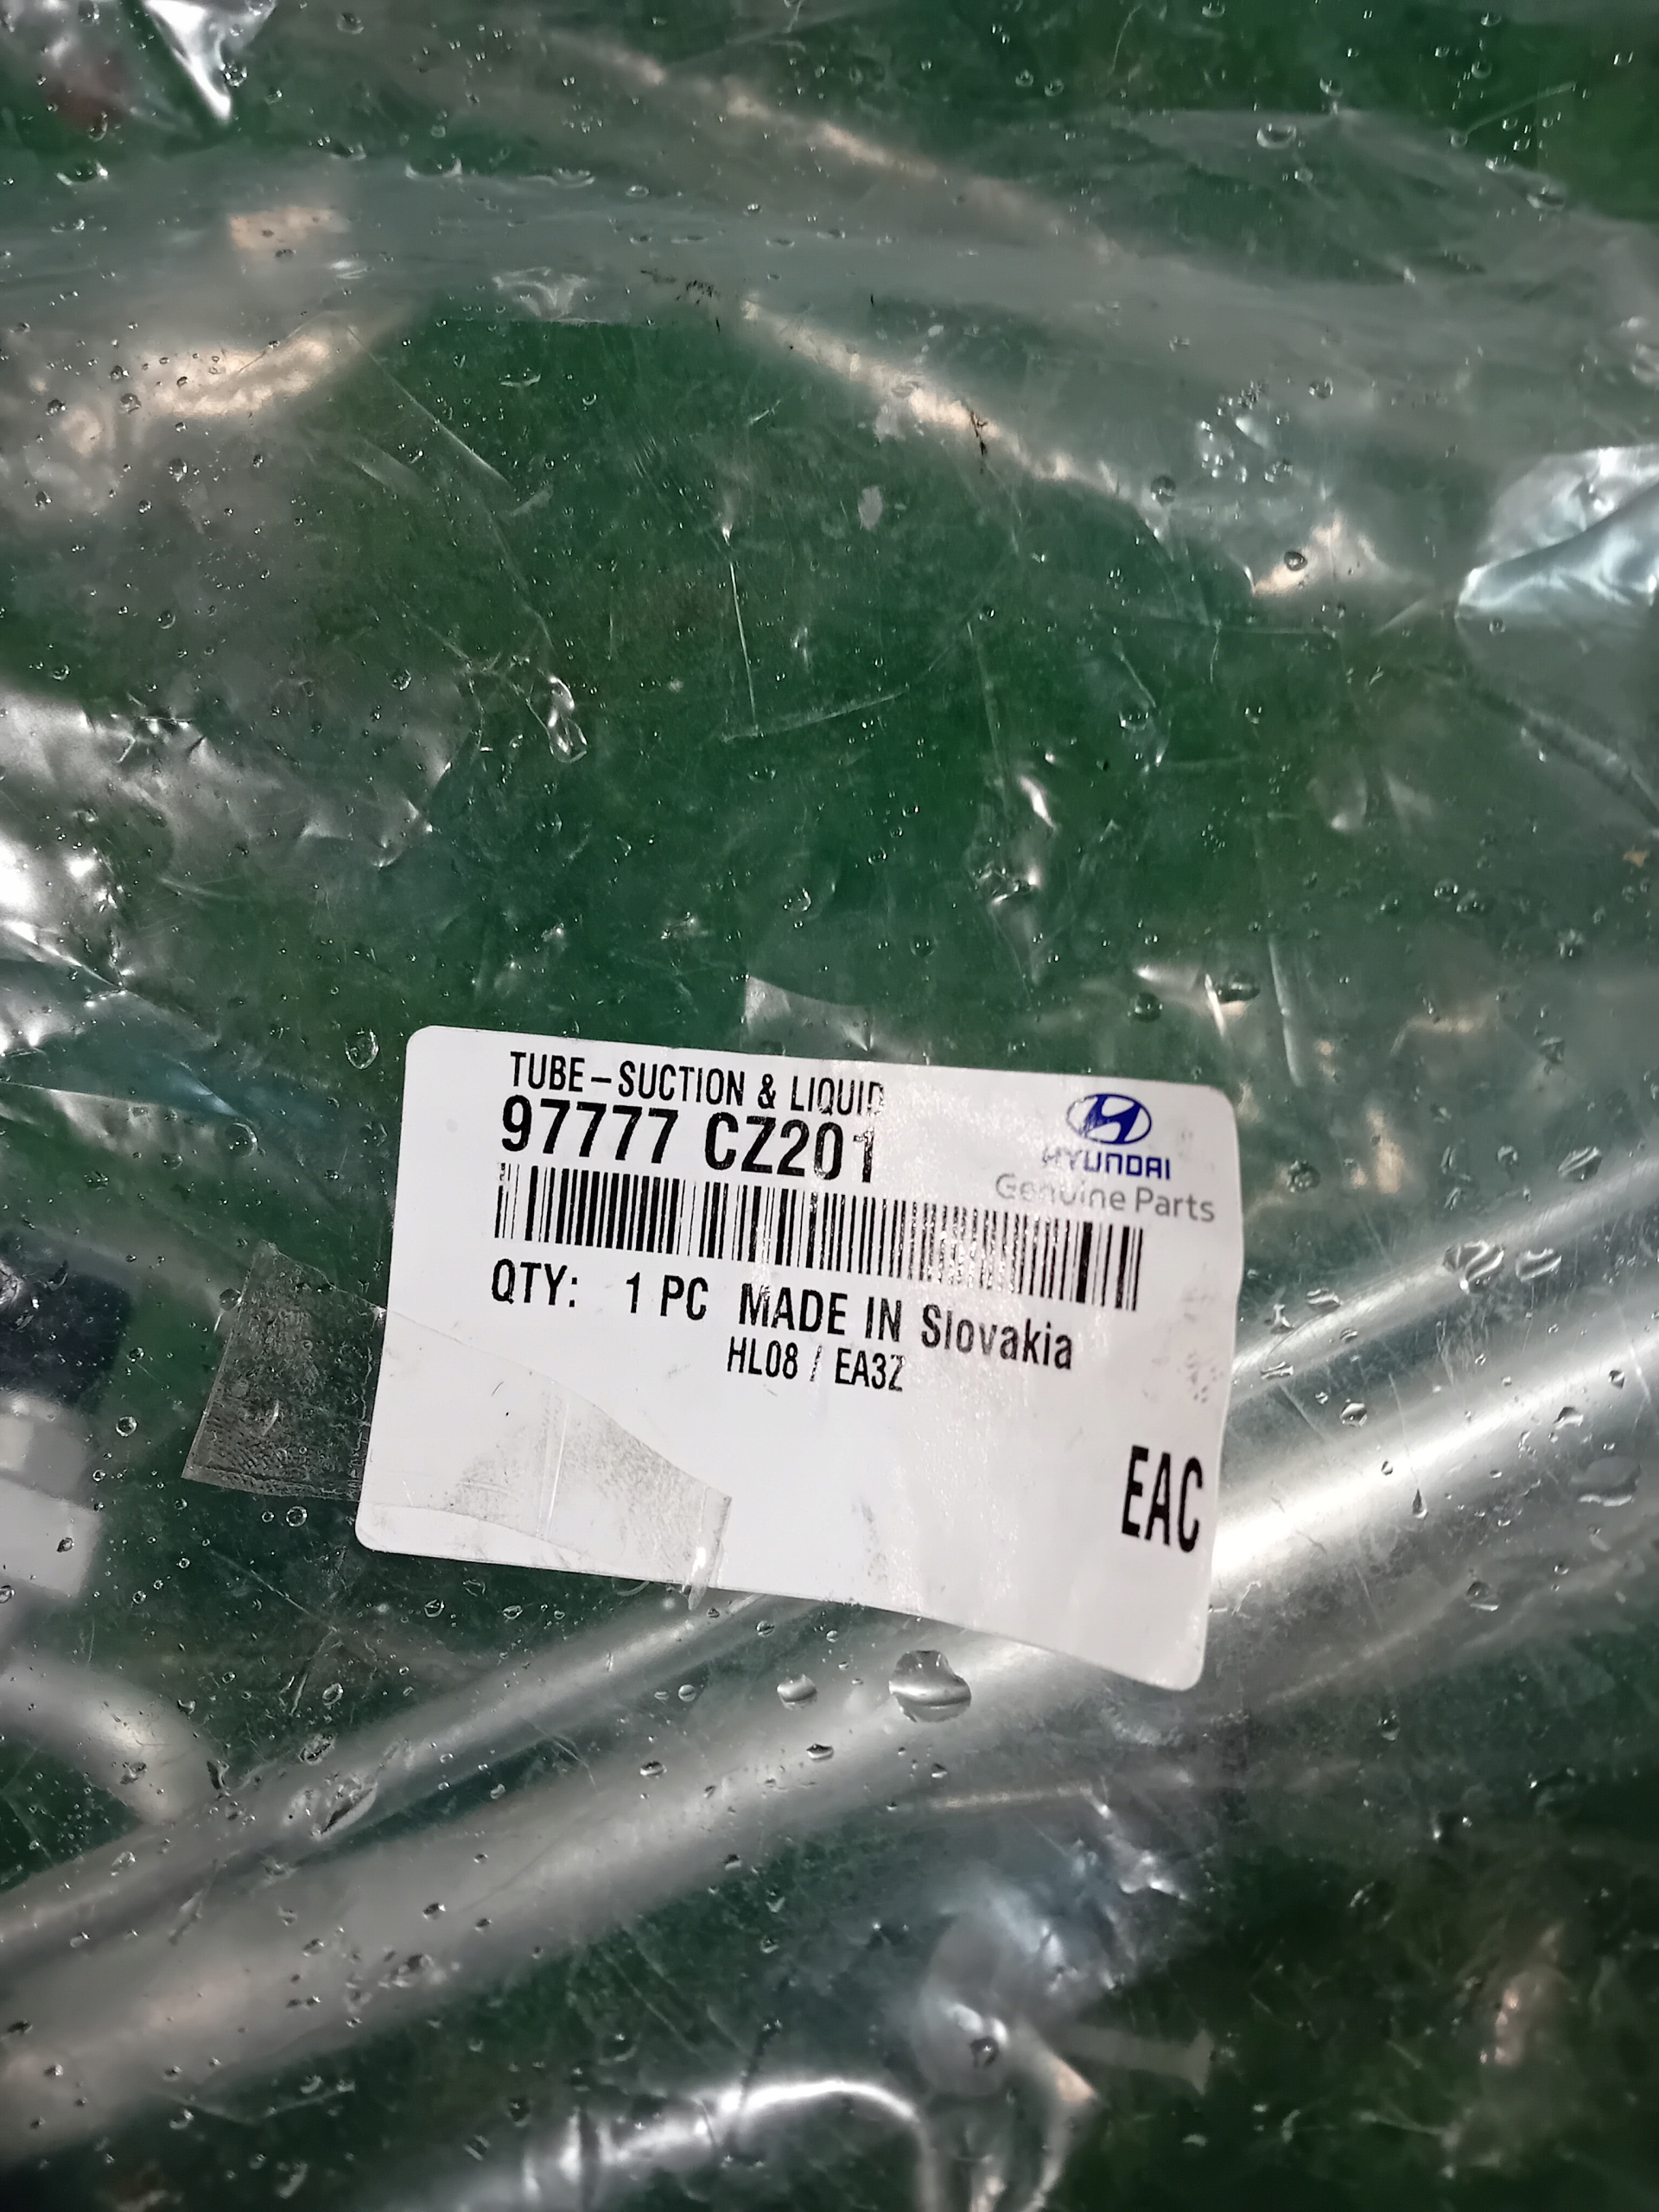 TUBE-SUCTION & LIQUID
97777 CZ201
HYUNDAI
Genuine Parts
QTY: 1 PC MADE IN Slovakia
HL08 / EA3Z
EAC